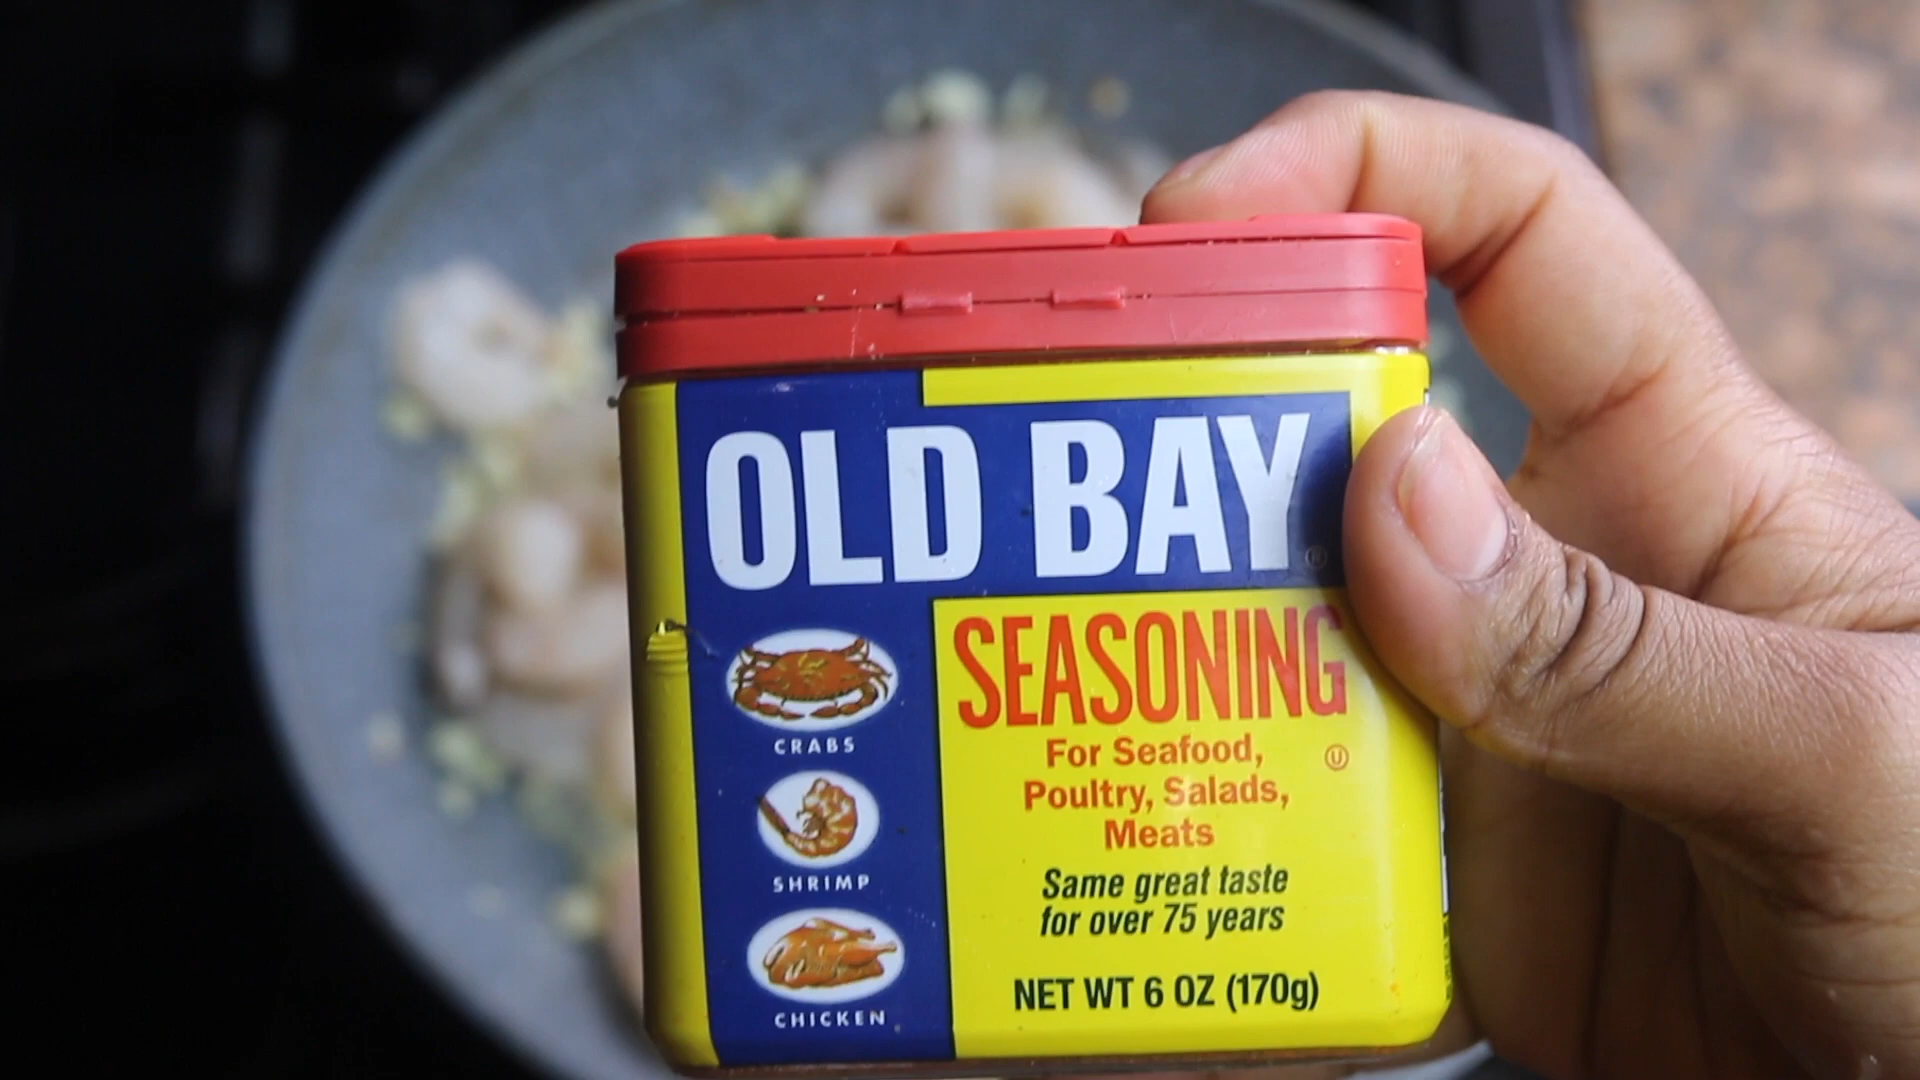 OLD BAY®
SEASONING
For Seafood,
Poultry, Salads,
Meats
Ⓤ
Same great taste
for over 75 years
NET WT 6 OZ (170g)
CRABS
SHRIMP
CHICKEN